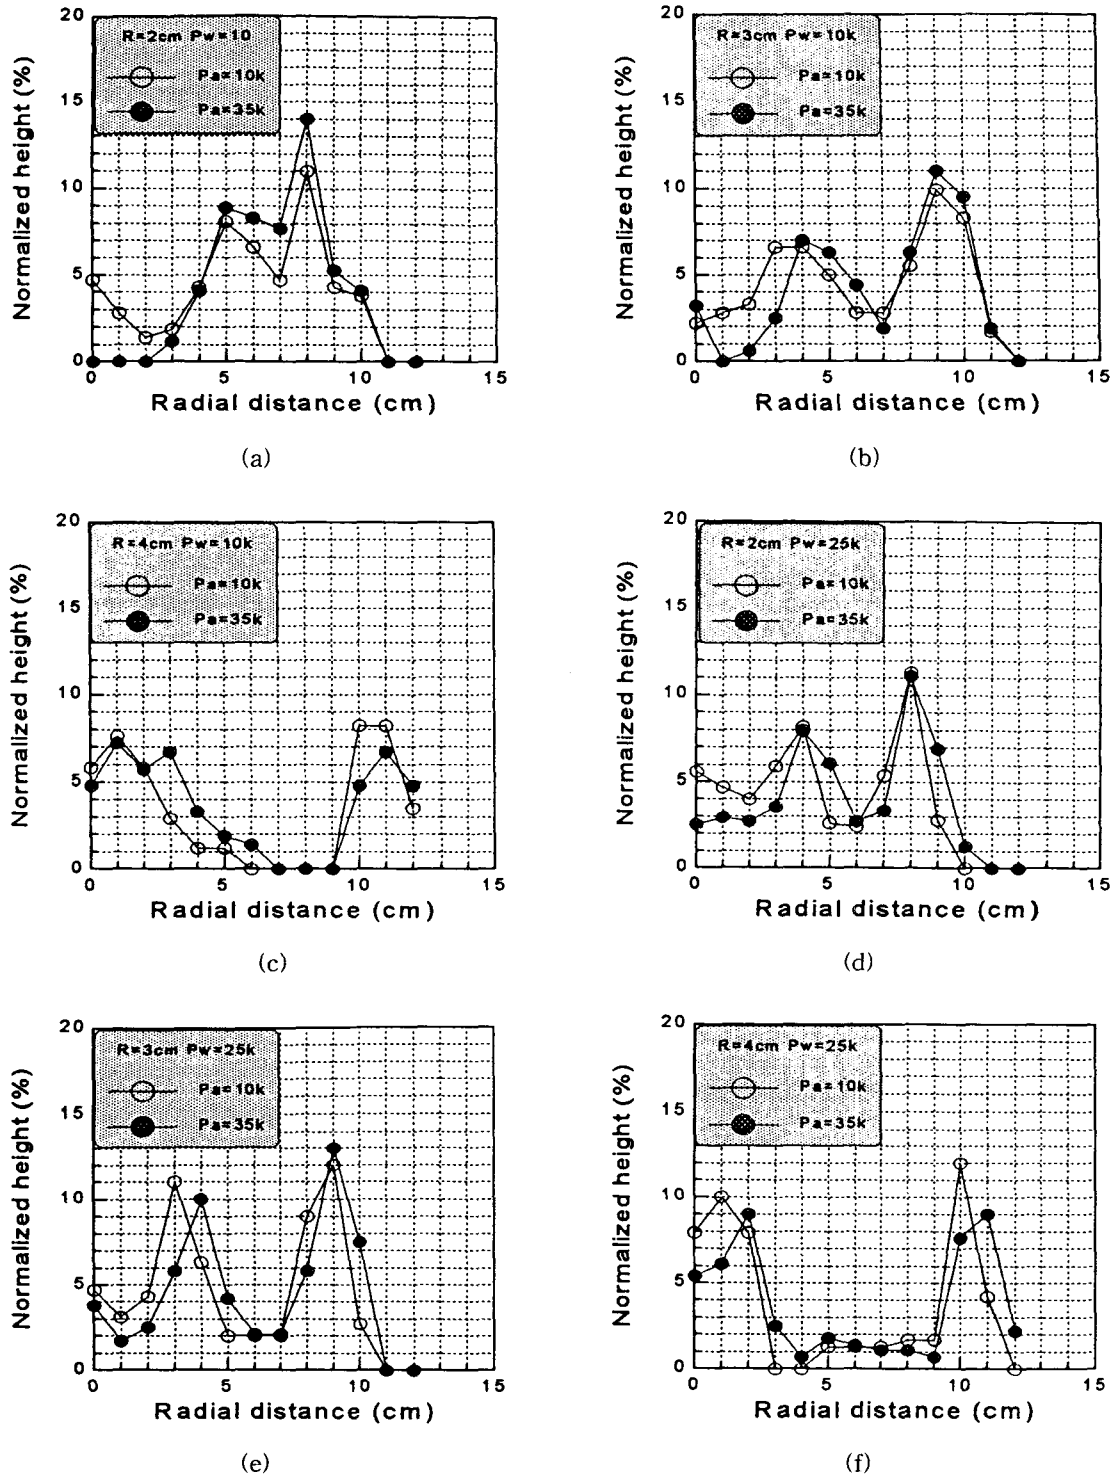 R=2cm Pw=10
Pa=10k
Pa=35k
Normalized height (%)
20
15
10
5
0
0 5 10 15
Radial distance (cm)
(a)
R=3cm Pw=10k
Pa=10k
Pa=35k
Normalized height (%)
20
15
10
5
0
0 5 10 15
Radial distance (cm)
(b)
R=4cm Pw=10k
Pa=10k
Pa=35k
Normalized height (%)
20
15
10
5
0
0 5 10 15
Radial distance (cm)
(c)
R=2cm Pw=25k
Pa=10k
Pa=35k
Normalized height (%)
20
15
10
5
0
0 5 10 15
Radial distance (cm)
(d)
R=3cm Pw=25k
Pa=10k
Pa=35k
Normalized height (%)
20
15
10
5
0
0 5 10 15
Radial distance (cm)
(e)
R=4cm Pw=25k
Pa=10k
Pa=35k
Normalized height (%)
20
15
10
5
0
0 5 10 15
Radial distance (cm)
(f)